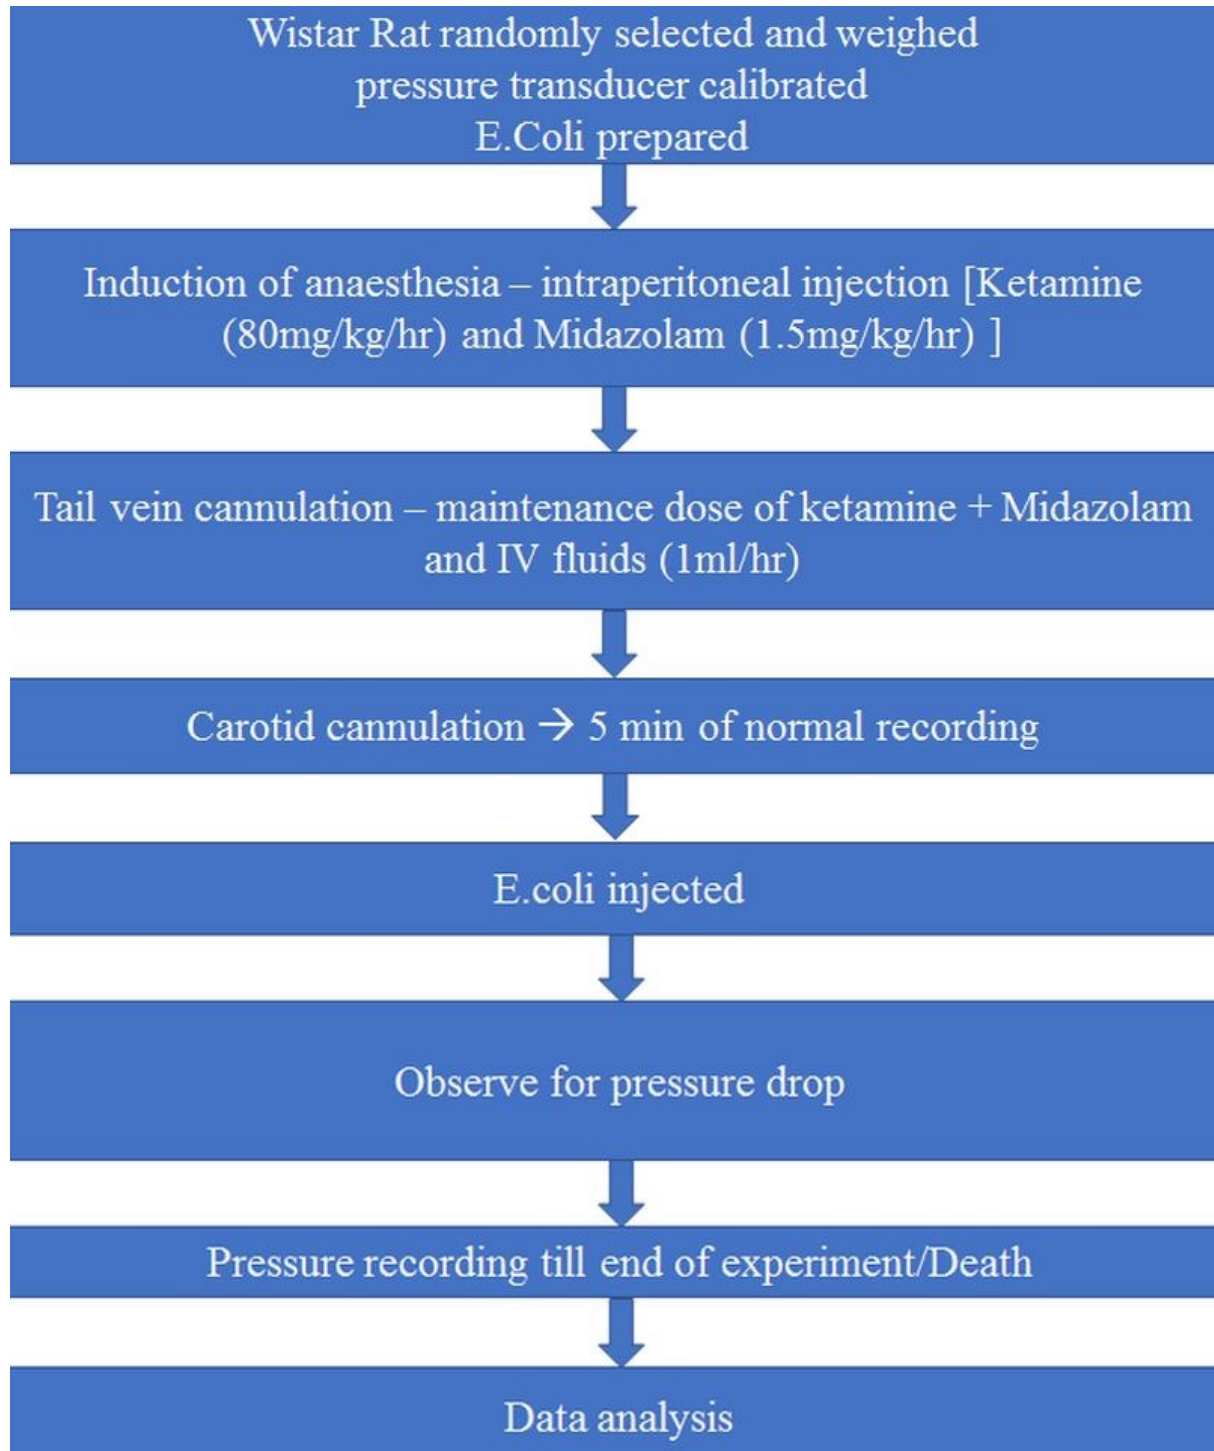 Wistar Rat randomly selected and weighed
pressure transducer calibrated
E.Coli prepared
Induction of anaesthesia – intraperitoneal injection [Ketamine
(80mg/kg/hr) and Midazolam (1.5mg/kg/hr) ]
Tail vein cannulation – maintenance dose of ketamine + Midazolam
and IV fluids (1ml/hr)
Carotid cannulation → 5 min of normal recording
E.coli injected
Observe for pressure drop
Pressure recording till end of experiment/Death
Data analysis